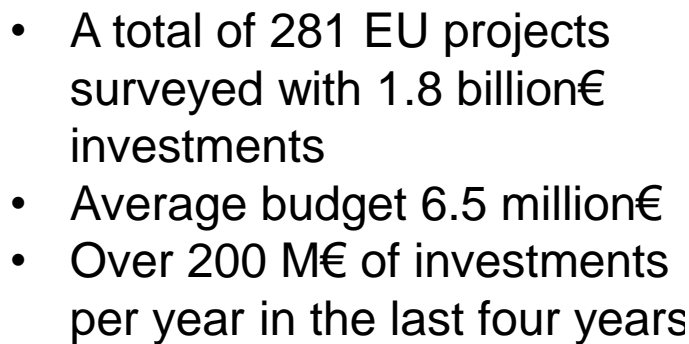 • A total of 281 EU projects
surveyed with 1.8 billion€
investments
• Average budget 6.5 million€
• Over 200 M€ of investments
per year in the last four years